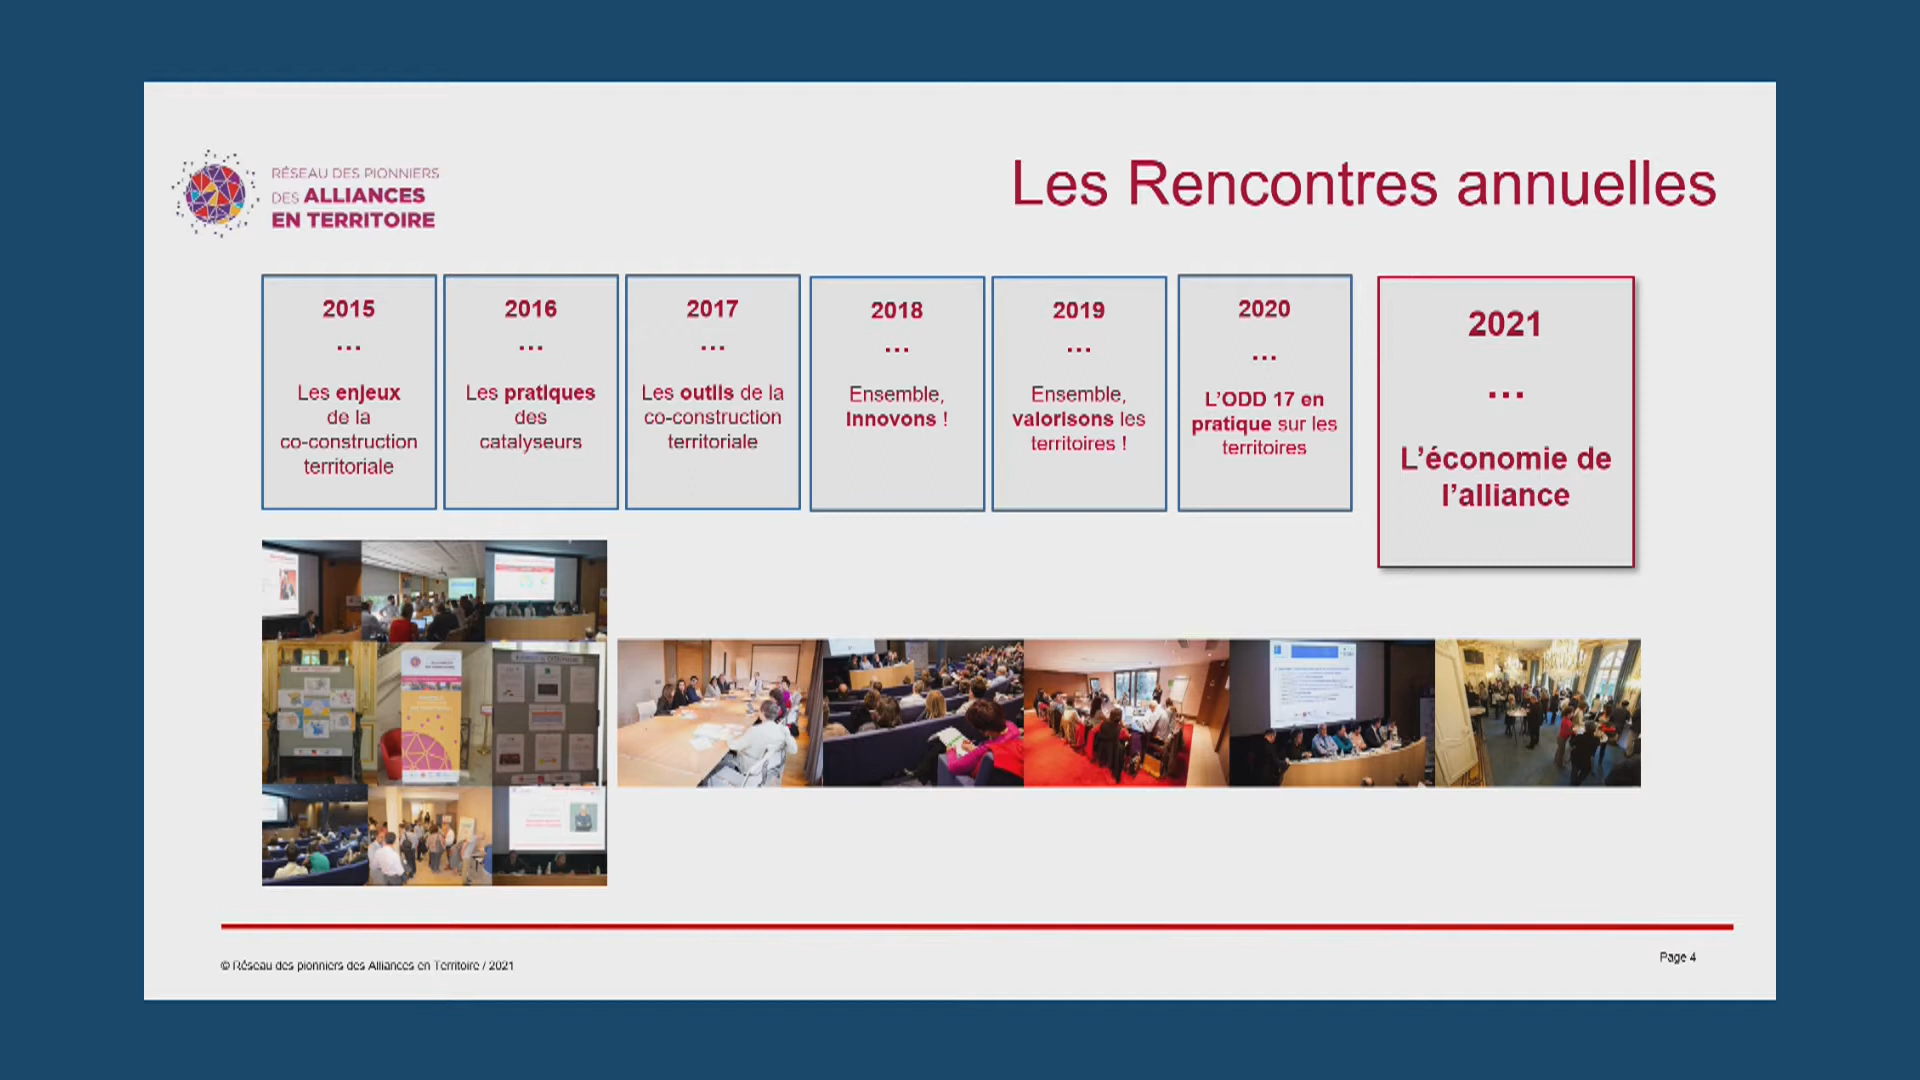 RÉSEAU DES PIONNIERS
DES ALLIANCES
EN TERRITOIRE
Les Rencontres annuelles
2015
...
Les enjeux
de la
co-construction
territoriale
2016
...
Les pratiques
des
catalyseurs
2017
...
Les outils de la
co-construction
territoriale
2018
...
Ensemble,
innovons !
2019
...
Ensemble,
valorisons les
territoires !
2020
...
L’ODD 17 en
pratique sur les
territoires
2021
...
L’économie de
l’alliance
© Réseau des pionniers des Alliances en Territoire / 2021
Page 4